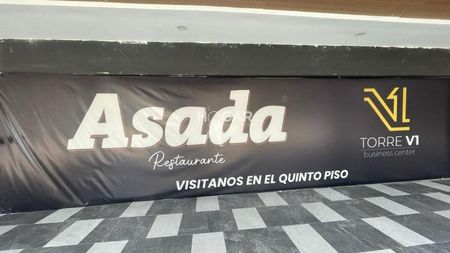 Asada
Restaurante
VISITANOS EN EL QUINTO PISO
TORRE V1
business center